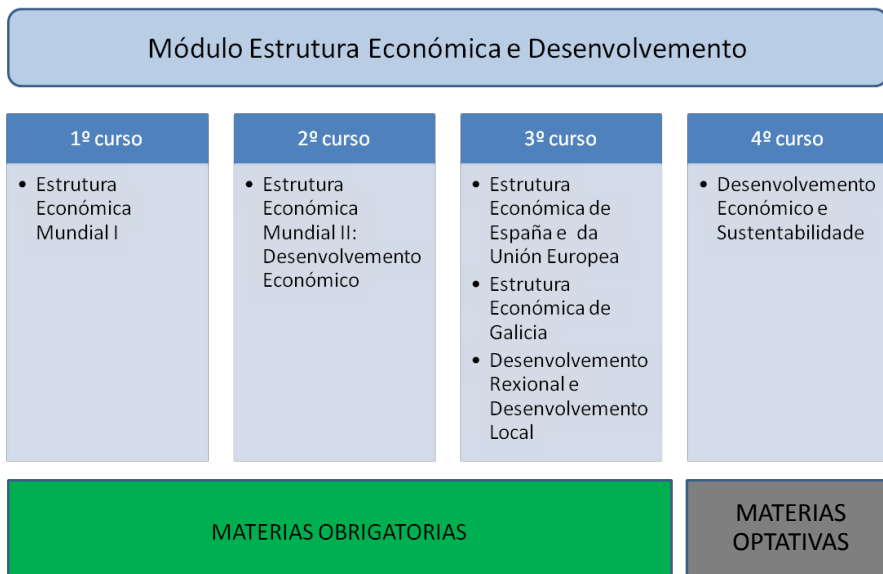 Módulo Estrutura Económica e Desenvolvemento
1º curso
• Estrutura
Económica
Mundial I
2º curso
• Estrutura
Económica
Mundial II:
Desenvolvemento
Económico
3º curso
• Estrutura
Económica de
España e da
Unión Europea
• Estrutura
Económica de
Galicia
• Desenvolvemento
Rexional e
Desenvolvemento
Local
4º curso
• Desenvolvemento
Económico e
Sustentabilidade
MATERIAS OBRIGATORIAS
MATERIAS
OPTATIVAS